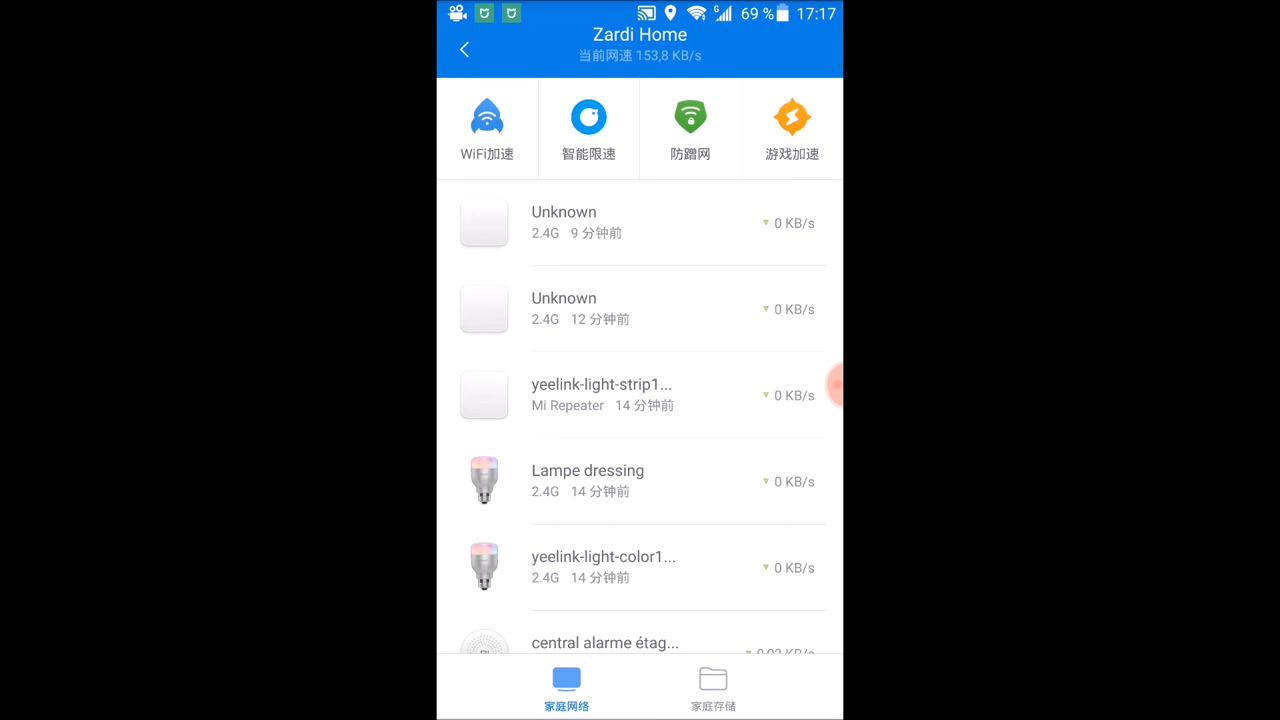 G 69 % 17:17
Zardi Home
当前网速 153,8 KB/s
WiFi加速 智能限速 防蹭网 游戏加速
Unknown
2.4G 9 分钟前 0 KB/s
Unknown
2.4G 12 分钟前 0 KB/s
yeelink-light-strip1...
Mi Repeater 14 分钟前 0 KB/s
Lampe dressing
2.4G 14 分钟前 0 KB/s
yeelink-light-color1...
2.4G 14 分钟前 0 KB/s
central alarme étag...
0,02 KB/s
家庭网络 家庭存储